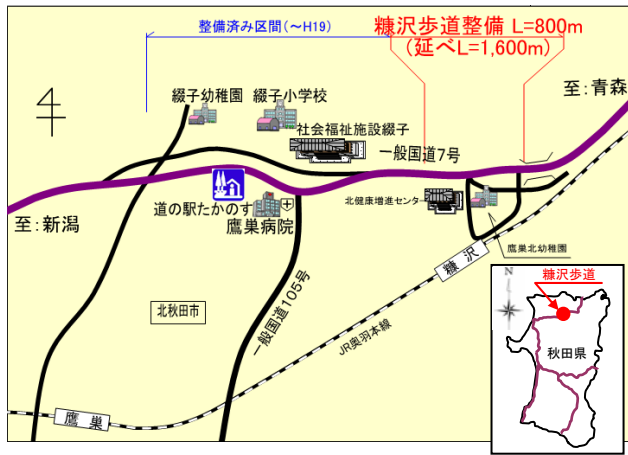 整備済み区間(~H19)
糠沢歩道整備 L=800m
(延べL=1,600m)
至:青森
綴子幼稚園
綴子小学校
社会福祉施設綴子
一般国道7号
道の駅たかのす
鷹巣病院
北健康増進センター
至:新潟
鷹巣北幼稚園
糠沢
北秋田市
一般国道105号
JR奥羽本線
鷹巣
N
糠沢歩道
秋田県